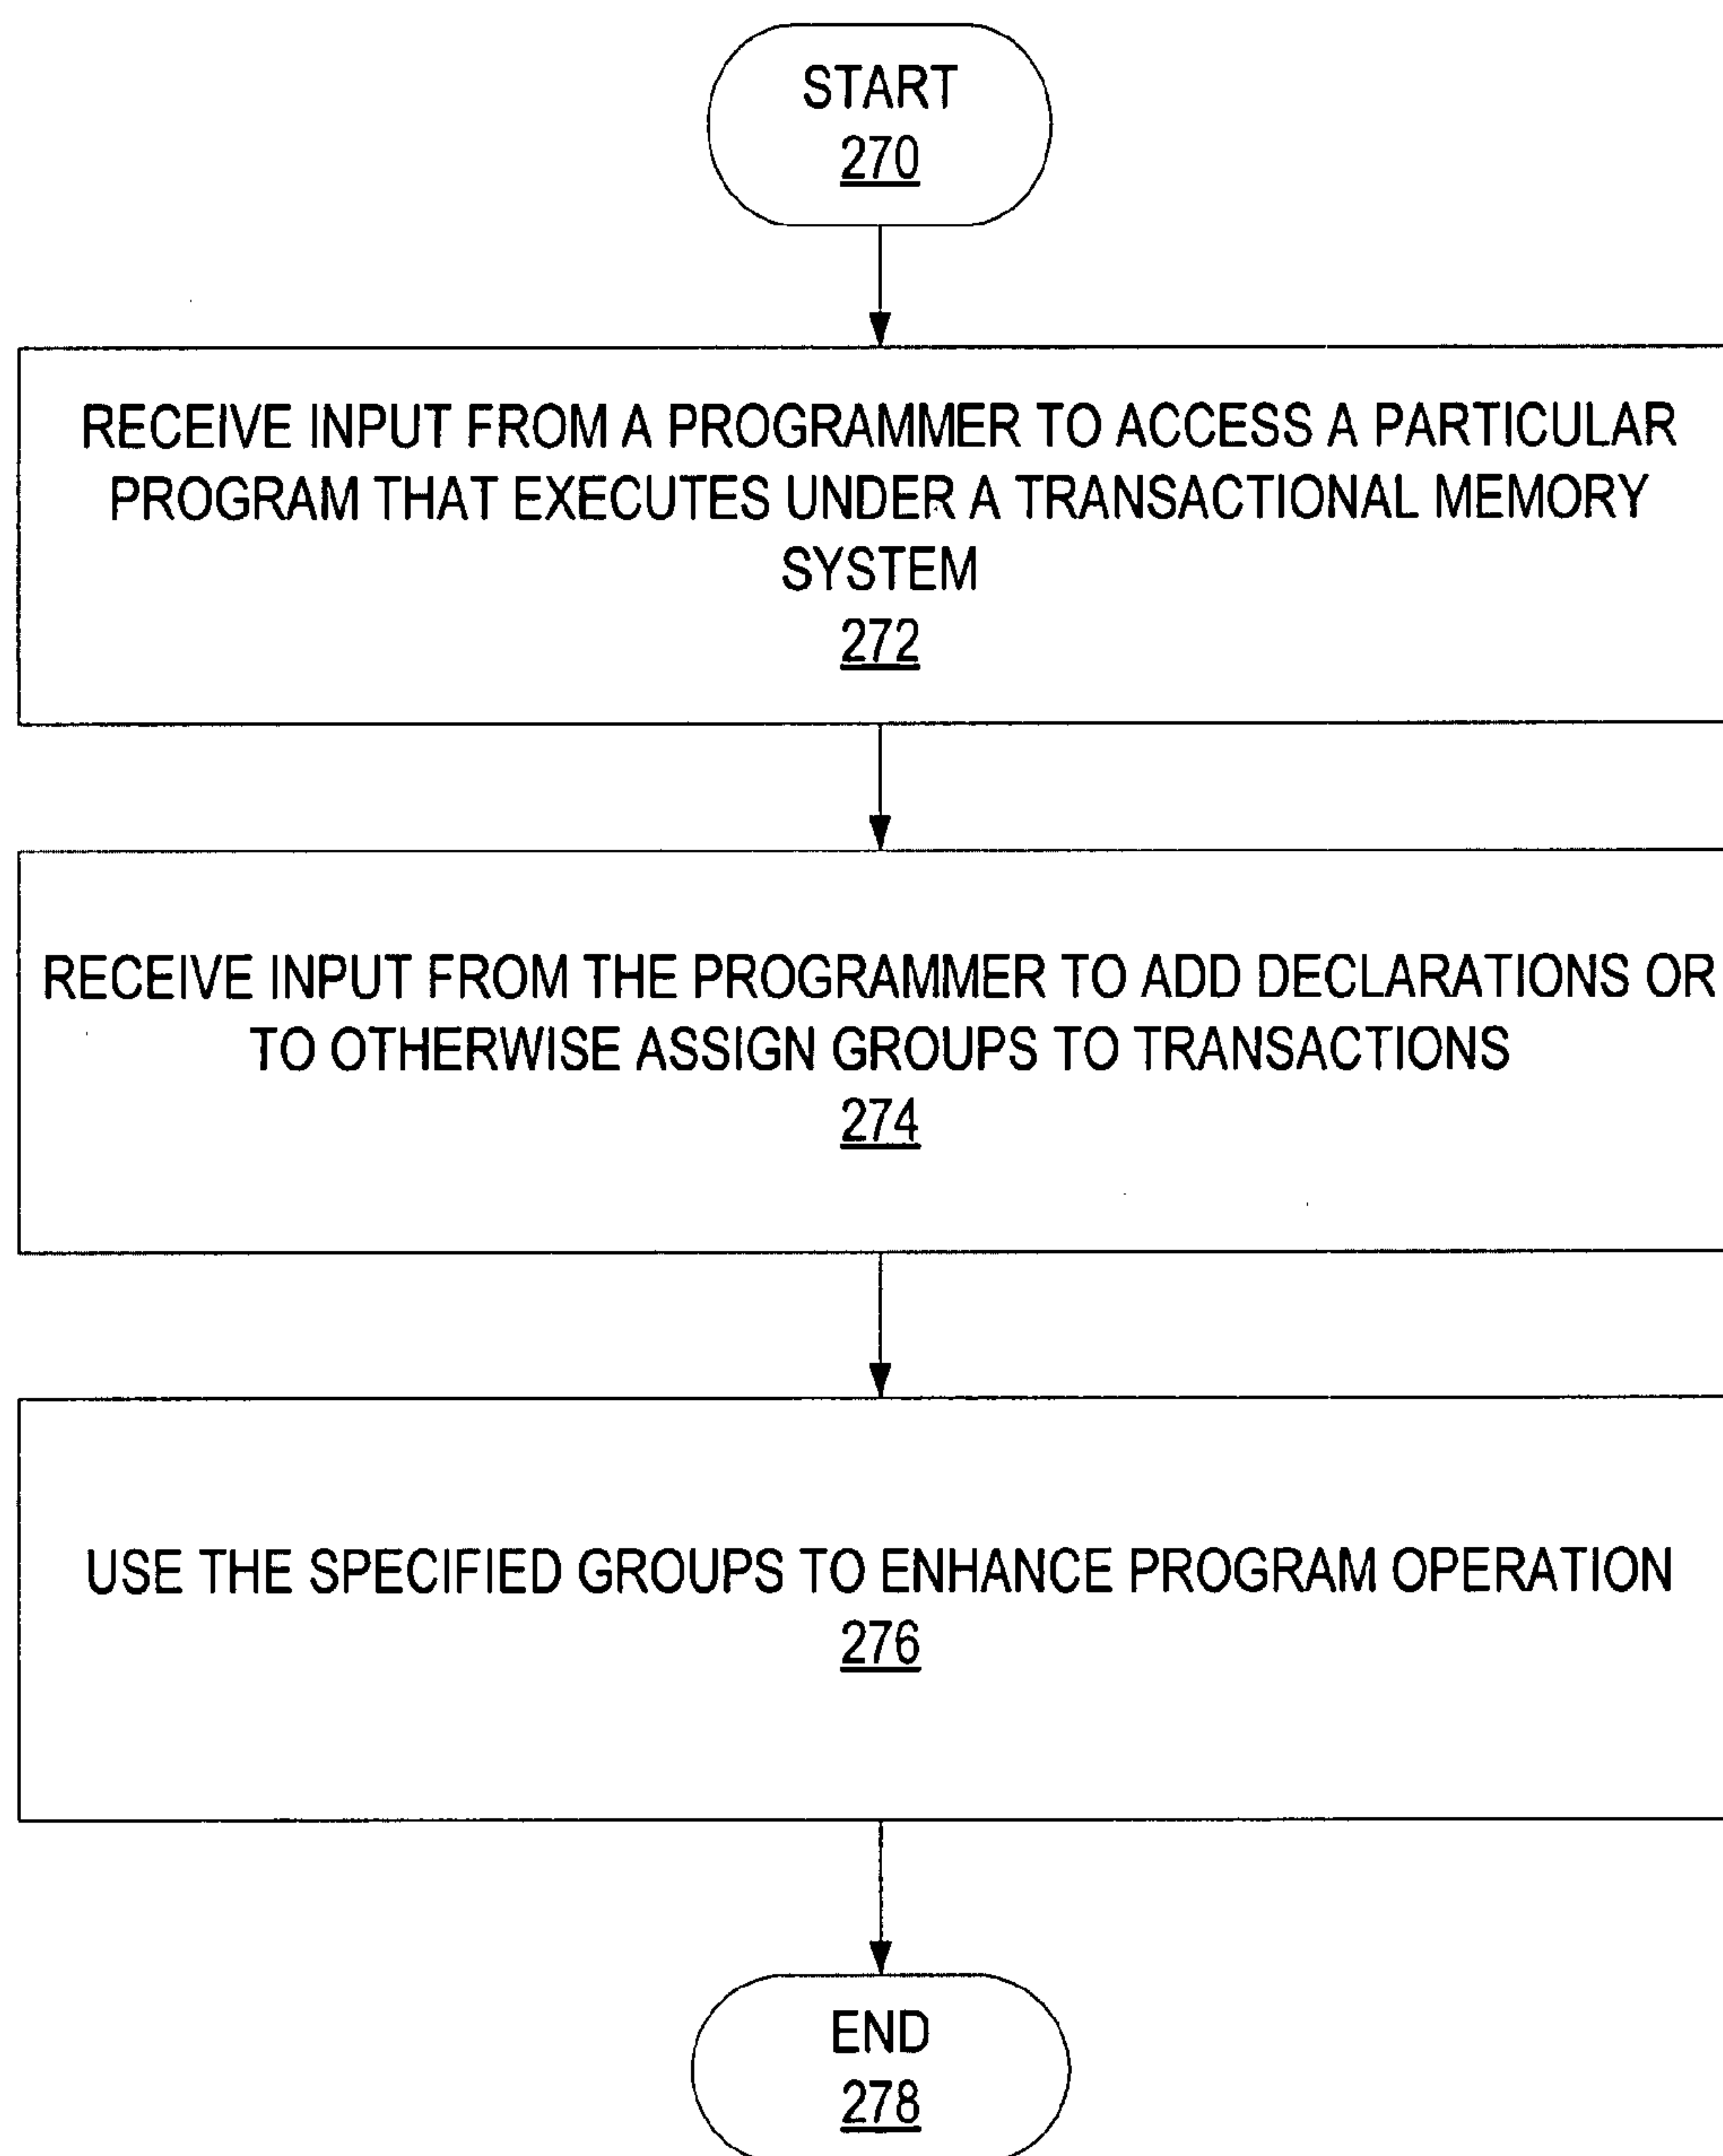 START
270
RECEIVE INPUT FROM A PROGRAMMER TO ACCESS A PARTICULAR
PROGRAM THAT EXECUTES UNDER A TRANSACTIONAL MEMORY
SYSTEM
272
RECEIVE INPUT FROM THE PROGRAMMER TO ADD DECLARATIONS OR
TO OTHERWISE ASSIGN GROUPS TO TRANSACTIONS
274
USE THE SPECIFIED GROUPS TO ENHANCE PROGRAM OPERATION
276
END
278